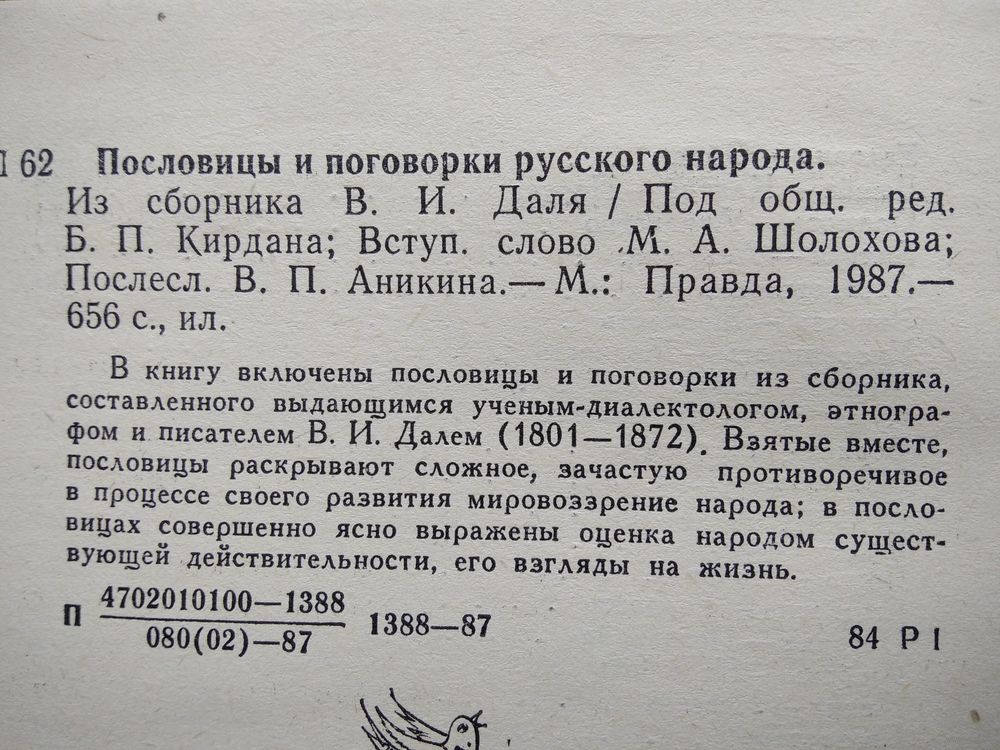 62 Пословицы и поговорки русского народа.
Из сборника В. И. Даля / Под общ. ред.
Б. П. Кирдана; Вступ. слово М. А. Шолохова;
Послесл. В. П. Аникина.— М.: Правда, 1987.—
656 с., ил.
В книгу включены пословицы и поговорки из сборника,
составленного выдающимся ученым-диалектологом, этногра-
фом и писателем В. И. Далем (1801—1872). Взятые вместе,
пословицы раскрывают сложное, зачастую противоречивое
в процессе своего развития мировоззрение народа; в посло-
вицах совершенно ясно выражены оценка народом сущест-
вующей действительности, его взгляды на жизнь.
П 4702010100—1388 1388—87
080(02)—87
84 Р 1